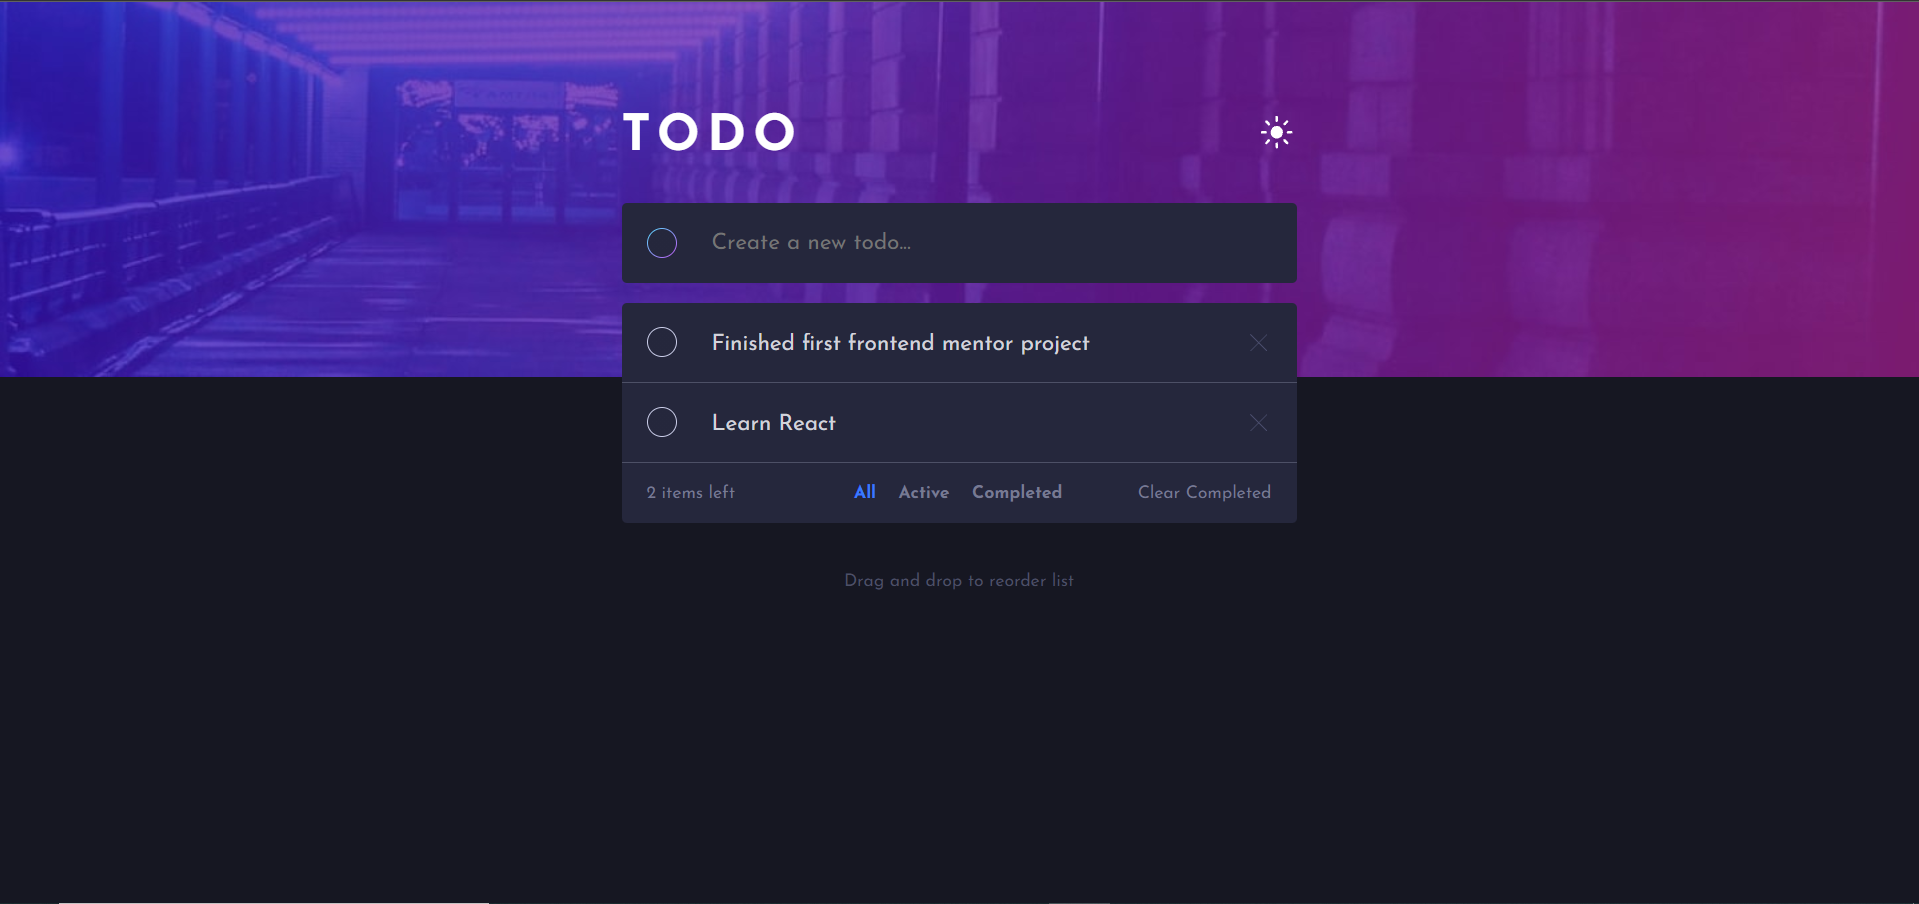 TODO
Create a new todo...
Finished first frontend mentor project
Learn React
2 items left All Active Completed Clear Completed
Drag and drop to reorder list